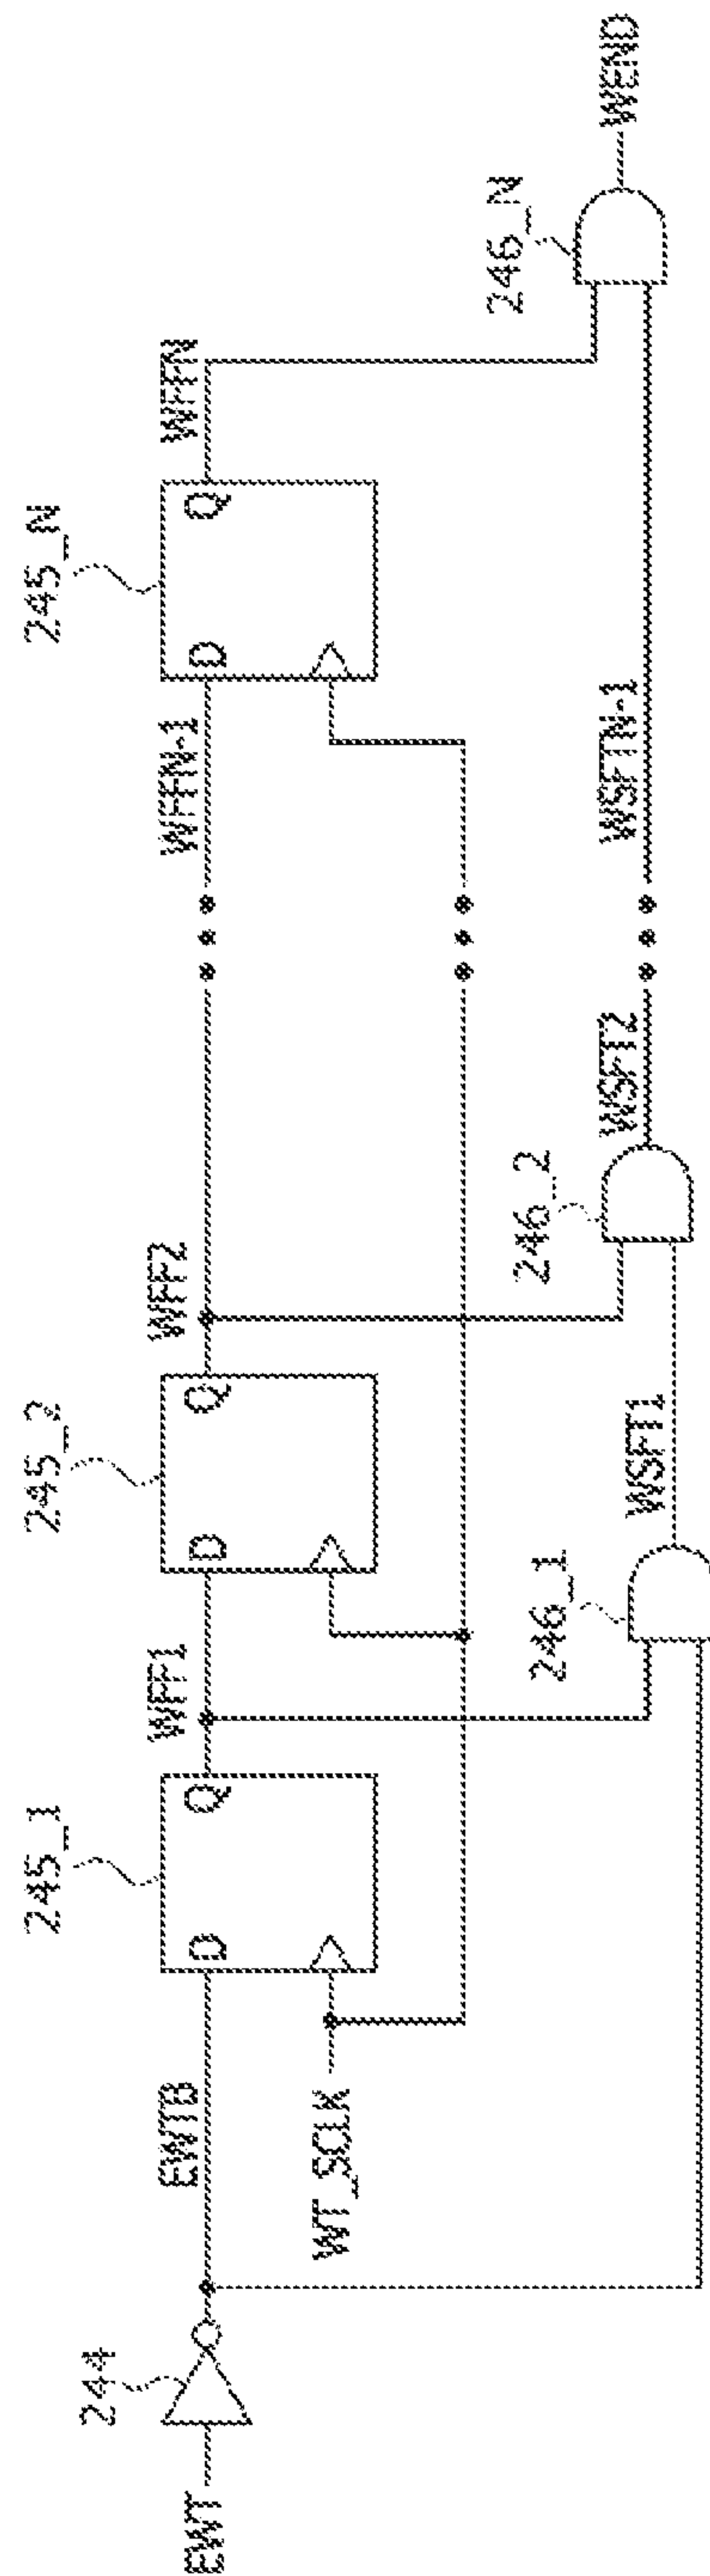 245_1
245_2
245_N
244
EWT
EWTB
D
Q
WFF1
D
Q
WFF2
WFFN-1
D
Q
WFFN
WT_SCLK
246_1
WSFT1
246_2
WSFT2
WSFTN-1
246_N
WEND